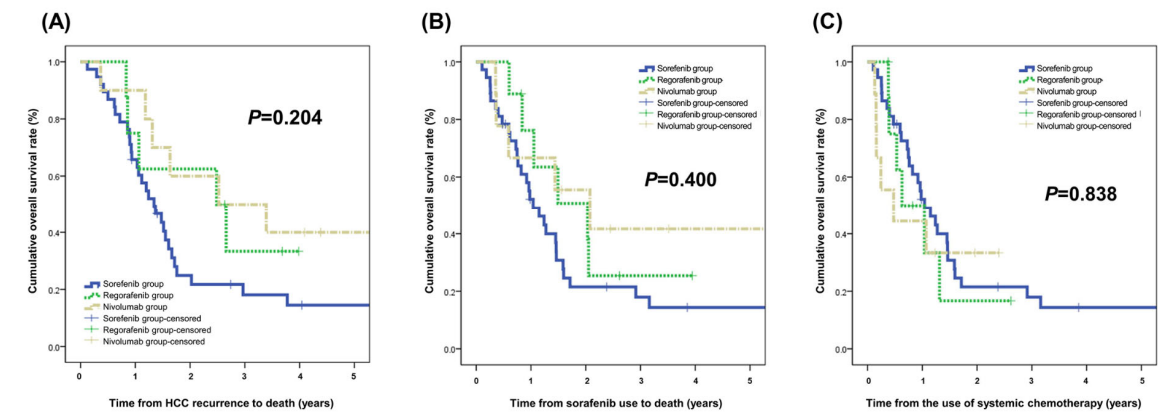 (A)
Cumulative overall survival rate (%)
1.0
0.8
0.6
0.4
0.2
0.0
P=0.204
Sorefenib group
Regorafenib group
Nivolumab group
Sorefenib group-censored
Regorafenib group-censored
Nivolumab group-censored
0 1 2 3 4 5
Time from HCC recurrence to death (years)
(B)
Cumulative overall survival rate (%)
1.0
0.8
0.6
0.4
0.2
0.0
Sorefenib group
Regorafenib group
Nivolumab group
Sorefenib group-censored
Regorafenib group-censored
Nivolumab group-censored
P=0.400
0 1 2 3 4 5
Time from sorafenib use to death (years)
(C)
Cumulative overall survival rate (%)
1.0
0.8
0.6
0.4
0.2
0.0
Sorefenib group
Regorafenib group
Nivolumab group
Sorefenib group-censored
Regorafenib group-censored
Nivolumab group-censored
P=0.838
0 1 2 3 4 5
Time from the use of systemic chemotherapy (years)